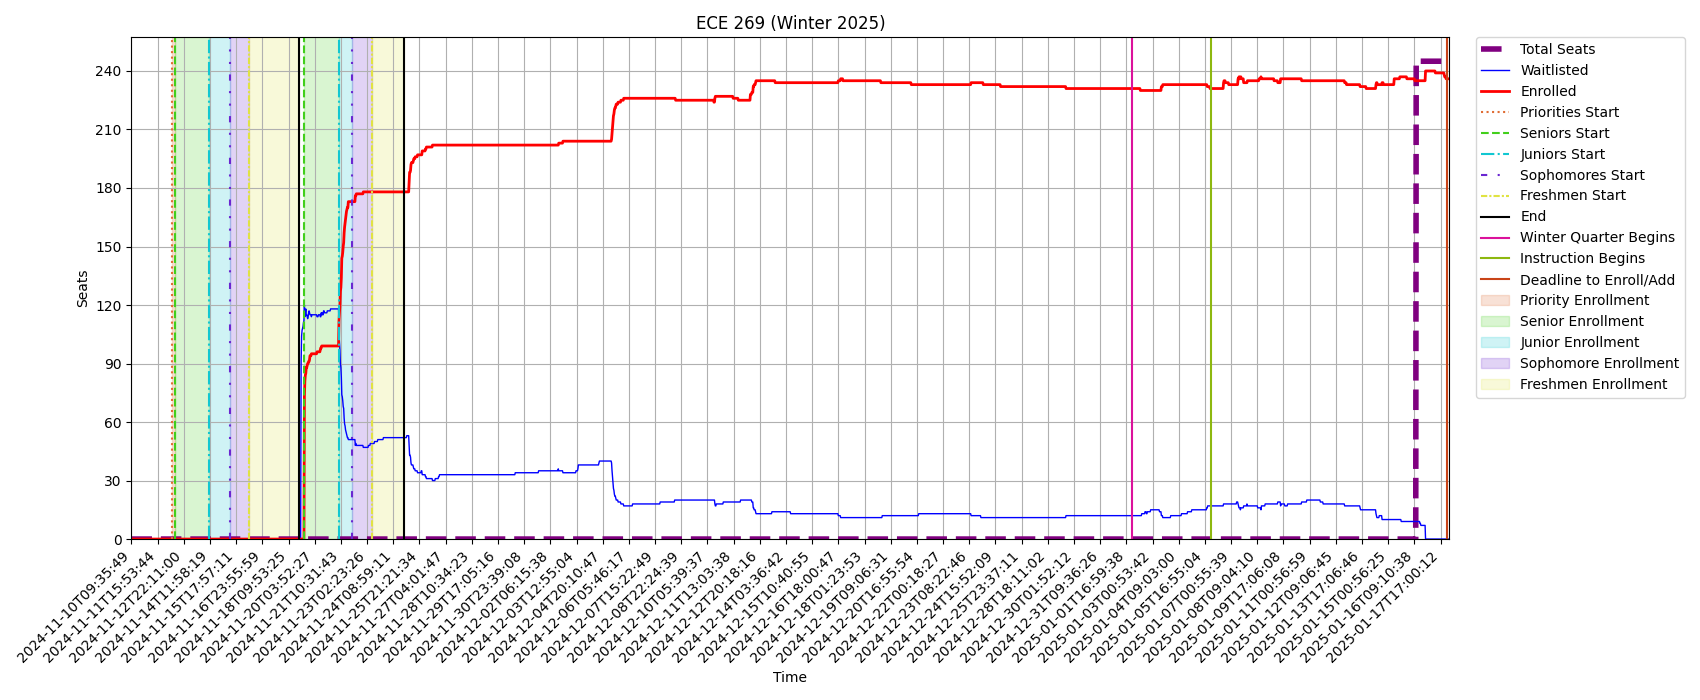 ECE 269 (Winter 2025)
Seats
240
210
180
150
120
90
60
30
0
2024-11-10T09:35:49
2024-11-11T15:53:44
2024-11-12T22:11:00
2024-11-14T11:58:19
2024-11-15T17:57:11
2024-11-16T23:55:59
2024-11-18T09:53:25
2024-11-20T03:52:27
2024-11-21T10:31:43
2024-11-23T02:23:26
2024-11-24T08:59:11
2024-11-25T21:21:34
2024-11-27T04:01:47
2024-11-28T10:34:23
2024-11-29T17:05:16
2024-11-30T23:39:08
2024-12-02T06:15:38
2024-12-03T12:55:04
2024-12-04T20:10:47
2024-12-06T05:46:17
2024-12-07T15:22:49
2024-12-08T22:24:39
2024-12-10T05:39:37
2024-12-11T13:03:38
2024-12-12T20:18:16
2024-12-14T03:36:42
2024-12-15T10:40:55
2024-12-16T18:00:47
2024-12-18T01:23:53
2024-12-19T09:06:31
2024-12-20T16:55:54
2024-12-22T00:18:27
2024-12-23T08:22:46
2024-12-24T15:52:09
2024-12-25T23:37:11
2024-12-28T18:11:02
2024-12-30T01:52:12
2024-12-31T09:36:26
2025-01-01T16:59:38
2025-01-03T00:53:42
2025-01-04T09:03:00
2025-01-05T16:55:04
2025-01-07T00:55:39
2025-01-08T09:04:10
2025-01-09T17:06:08
2025-01-11T00:56:59
2025-01-12T09:06:45
2025-01-13T17:06:46
2025-01-15T00:56:25
2025-01-16T09:10:38
2025-01-17T17:00:12
Time
Total Seats
Waitlisted
Enrolled
Priorities Start
Seniors Start
Juniors Start
Sophomores Start
Freshmen Start
End
Winter Quarter Begins
Instruction Begins
Deadline to Enroll/Add
Priority Enrollment
Senior Enrollment
Junior Enrollment
Sophomore Enrollment
Freshmen Enrollment